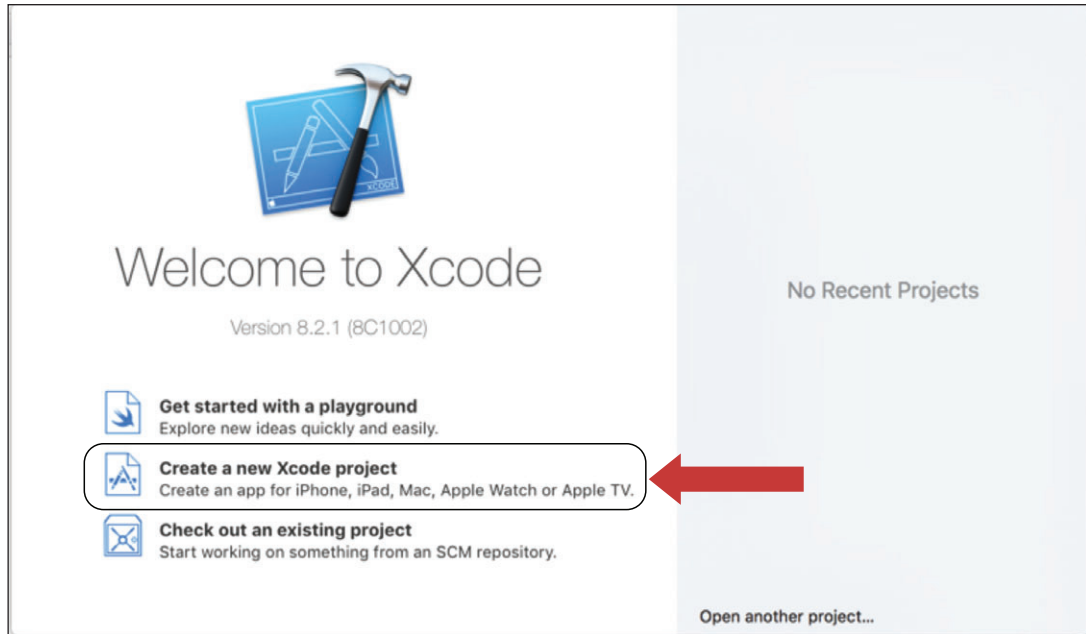 XCODE
Welcome to Xcode
Version 8.2.1 (8C1002)
Get started with a playground
Explore new ideas quickly and easily.
Create a new Xcode project
Create an app for iPhone, iPad, Mac, Apple Watch or Apple TV.
Check out an existing project
Start working on something from an SCM repository.
No Recent Projects
Open another project...